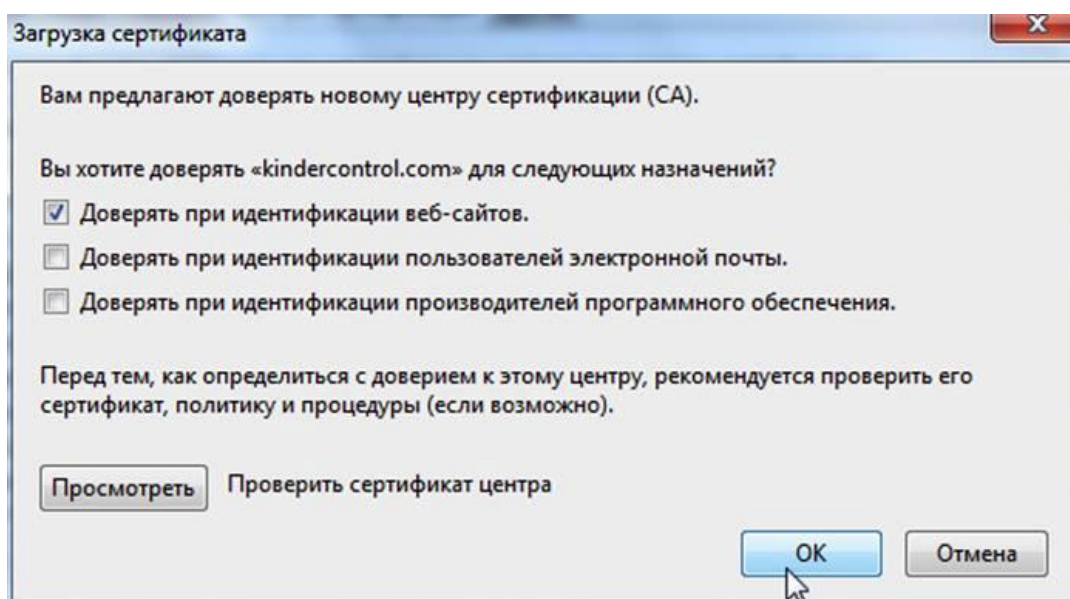 Загрузка сертификата
Вам предлагают доверять новому центру сертификации (CA).
Вы хотите доверять «kindercontrol.com» для следующих назначений?
Доверять при идентификации веб-сайтов.
Доверять при идентификации пользователей электронной почты.
Доверять при идентификации производителей программного обеспечения.
Перед тем, как определиться с доверием к этому центру, рекомендуется проверить его
сертификат, политику и процедуры (если возможно).
Просмотреть Проверить сертификат центра
ОК Отмена